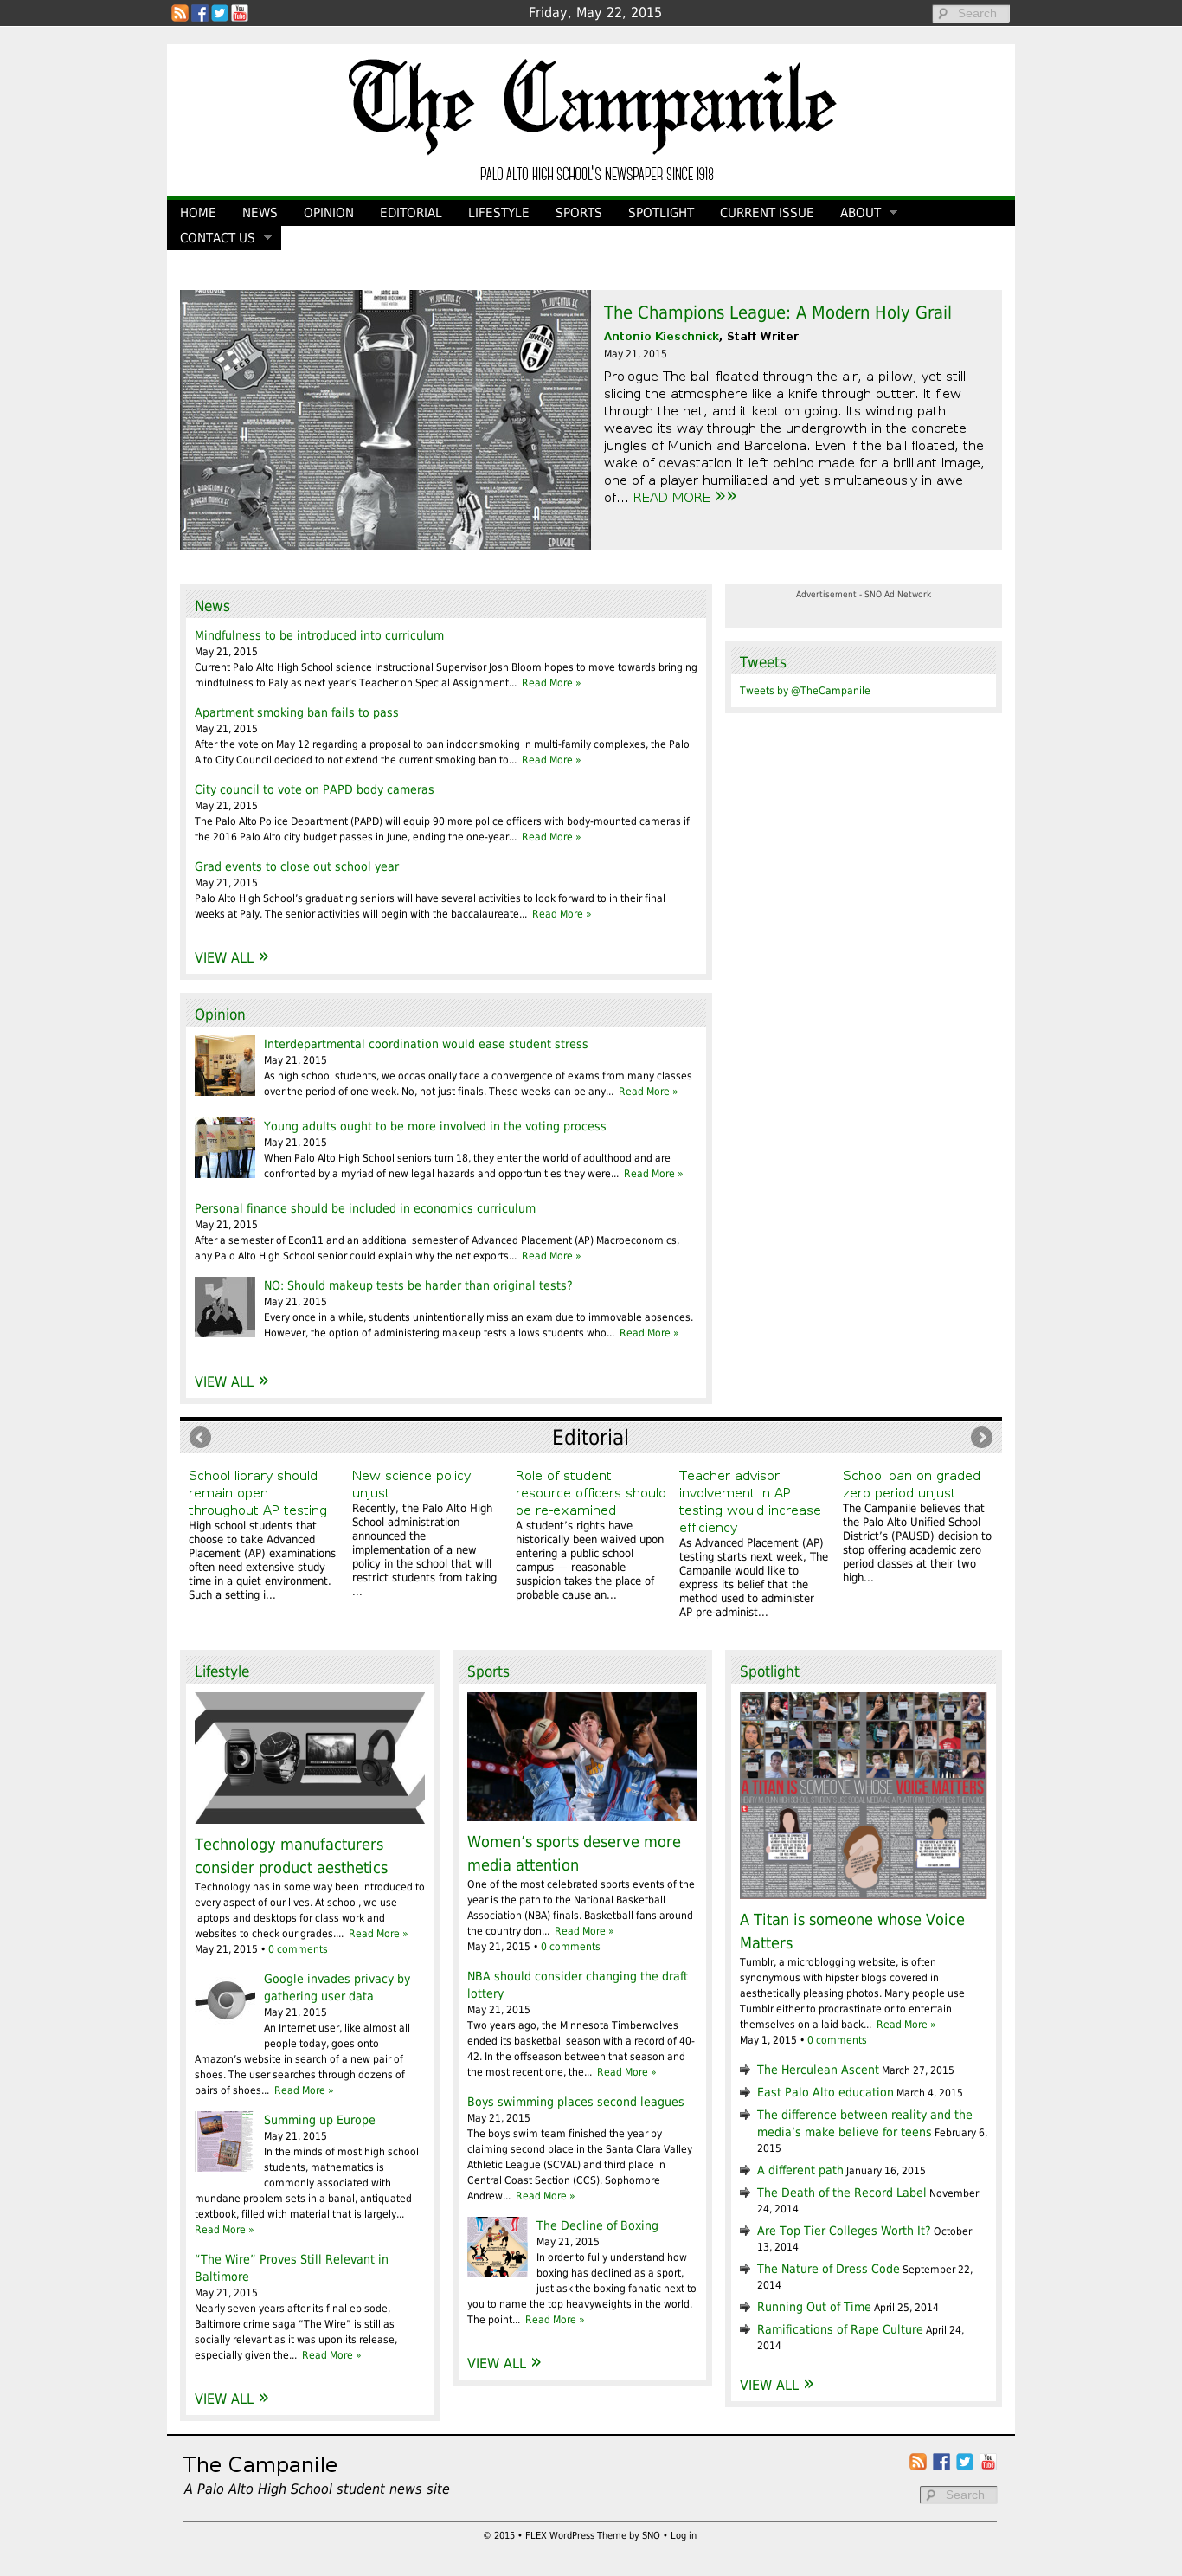 Friday, May 22, 2015
Search
The Campanile
PALO ALTO HIGH SCHOOL'S NEWSPAPER SINCE 1918
HOME NEWS OPINION EDITORIAL LIFESTYLE SPORTS SPOTLIGHT CURRENT ISSUE ABOUT
CONTACT US
The Champions League: A Modern Holy Grail
Antonio Kieschnick, Staff Writer
May 21, 2015
Prologue The ball floated through the air, a pillow, yet still
slicing the atmosphere like a knife through butter. It flew
through the net, and it kept on going. Its winding path
weaved its way through the undergrowth in the concrete
jungles of Munich and Barcelona. Even if the ball floated, the
wake of devastation it left behind made for a brilliant image,
one of a player humiliated and yet simultaneously in awe
of... READ MORE »»
News
Mindfulness to be introduced into curriculum
May 21, 2015
Current Palo Alto High School science Instructional Supervisor Josh Bloom hopes to move towards bringing
mindfulness to Paly as next year’s Teacher on Special Assignment... Read More »
Apartment smoking ban fails to pass
May 21, 2015
After the vote on May 12 regarding a proposal to ban indoor smoking in multi-family complexes, the Palo
Alto City Council decided to not extend the current smoking ban to... Read More »
City council to vote on PAPD body cameras
May 21, 2015
The Palo Alto Police Department (PAPD) will equip 90 more police officers with body-mounted cameras if
the 2016 Palo Alto city budget passes in June, ending the one-year... Read More »
Grad events to close out school year
May 21, 2015
Palo Alto High School’s graduating seniors will have several activities to look forward to in their final
weeks at Paly. The senior activities will begin with the baccalaureate... Read More »
VIEW ALL »
Advertisement - SNO Ad Network
Tweets
Tweets by @TheCampanile
Opinion
Interdepartmental coordination would ease student stress
May 21, 2015
As high school students, we occasionally face a convergence of exams from many classes
over the period of one week. No, not just finals. These weeks can be any... Read More »
Young adults ought to be more involved in the voting process
May 21, 2015
When Palo Alto High School seniors turn 18, they enter the world of adulthood and are
confronted by a myriad of new legal hazards and opportunities they were... Read More »
Personal finance should be included in economics curriculum
May 21, 2015
After a semester of Econ11 and an additional semester of Advanced Placement (AP) Macroeconomics,
any Palo Alto High School senior could explain why the net exports... Read More »
NO: Should makeup tests be harder than original tests?
May 21, 2015
Every once in a while, students unintentionally miss an exam due to immovable absences.
However, the option of administering makeup tests allows students who... Read More »
VIEW ALL »
Editorial
School library should
remain open
throughout AP testing
High school students that
choose to take Advanced
Placement (AP) examinations
often need extensive study
time in a quiet environment.
Such a setting i...
New science policy
unjust
Recently, the Palo Alto High
School administration
announced the
implementation of a new
policy in the school that will
restrict students from taking
...
Role of student
resource officers should
be re-examined
A student’s rights have
historically been waived upon
entering a public school
campus — reasonable
suspicion takes the place of
probable cause an...
Teacher advisor
involvement in AP
testing would increase
efficiency
As Advanced Placement (AP)
testing starts next week, The
Campanile would like to
express its belief that the
method used to administer
AP pre-administ...
School ban on graded
zero period unjust
The Campanile believes that
the Palo Alto Unified School
District’s (PAUSD) decision to
stop offering academic zero
period classes at their two
high...
Lifestyle
Technology manufacturers
consider product aesthetics
Technology has in some way been introduced to
every aspect of our lives. At school, we use
laptops and desktops for class work and
websites to check our grades.... Read More »
May 21, 2015 • 0 comments
Google invades privacy by
gathering user data
May 21, 2015
An Internet user, like almost all
people today, goes onto
Amazon’s website in search of a new pair of
shoes. The user searches through dozens of
pairs of shoes... Read More »
Summing up Europe
May 21, 2015
In the minds of most high school
students, mathematics is
commonly associated with
mundane problem sets in a banal, antiquated
textbook, filled with material that is largely...
Read More »
“The Wire” Proves Still Relevant in
Baltimore
May 21, 2015
Nearly seven years after its final episode,
Baltimore crime saga “The Wire” is still as
socially relevant as it was upon its release,
especially given the... Read More »
VIEW ALL »
Sports
Women’s sports deserve more
media attention
One of the most celebrated sports events of the
year is the path to the National Basketball
Association (NBA) finals. Basketball fans around
the country don... Read More »
May 21, 2015 • 0 comments
NBA should consider changing the draft
lottery
May 21, 2015
Two years ago, the Minnesota Timberwolves
ended its basketball season with a record of 40-
42. In the offseason between that season and
the most recent one, the... Read More »
Boys swimming places second leagues
May 21, 2015
The boys swim team finished the year by
claiming second place in the Santa Clara Valley
Athletic League (SCVAL) and third place in
Central Coast Section (CCS). Sophomore
Andrew... Read More »
The Decline of Boxing
May 21, 2015
In order to fully understand how
boxing has declined as a sport,
just ask the boxing fanatic next to
you to name the top heavyweights in the world.
The point... Read More »
VIEW ALL »
Spotlight
A TITAN IS SOMEONE WHOSE VOICE MATTERS
A Titan is someone whose Voice
Matters
Tumblr, a microblogging website, is often
synonymous with hipster blogs covered in
aesthetically pleasing photos. Many people use
Tumblr either to procrastinate or to entertain
themselves on a laid back... Read More »
May 1, 2015 • 0 comments
The Herculean Ascent March 27, 2015
East Palo Alto education March 4, 2015
The difference between reality and the
media’s make believe for teens February 6,
2015
A different path January 16, 2015
The Death of the Record Label November
24, 2014
Are Top Tier Colleges Worth It? October
13, 2014
The Nature of Dress Code September 22,
2014
Running Out of Time April 25, 2014
Ramifications of Rape Culture April 24,
2014
VIEW ALL »
The Campanile
A Palo Alto High School student news site
Search
© 2015 • FLEX WordPress Theme by SNO • Log in